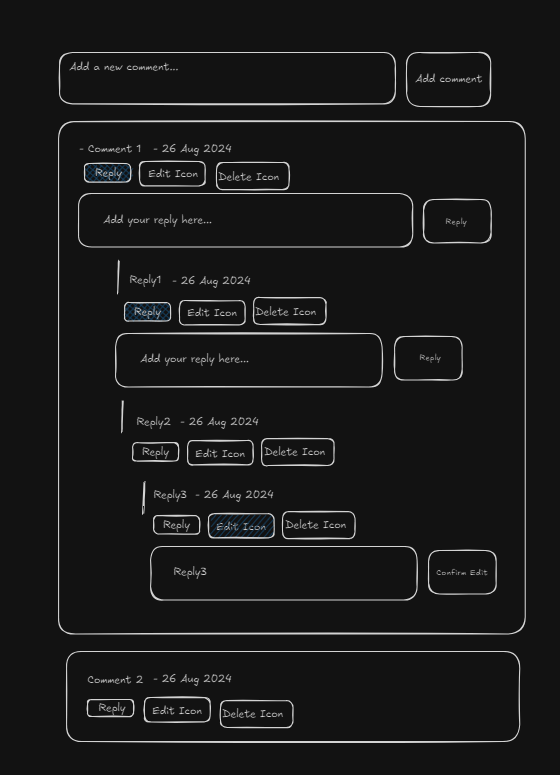 Add a new comment...
Add comment
- Comment 1 - 26 Aug 2024
Reply Edit Icon Delete Icon
Add your reply here...
Reply
Reply1 - 26 Aug 2024
Reply Edit Icon Delete Icon
Add your reply here...
Reply
Reply2 - 26 Aug 2024
Reply Edit Icon Delete Icon
Reply3 - 26 Aug 2024
Reply Edit Icon Delete Icon
Reply3
Confirm Edit
Comment 2 - 26 Aug 2024
Reply Edit Icon Delete Icon